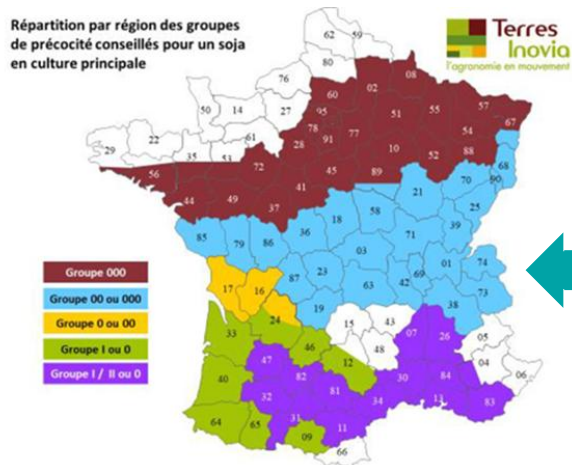 Répartition par région des groupes
de précocité conseillés pour un soja
en culture principale
Terres
Inovia
l'agronomie en mouvement
62 59
80
76 02 08
60
50 14 27 95 51 55 57
67
78 54
61 91 77
29 22 28 10 88
35 53 52 68
56 72 45 89 70
41 90
44 49 37 21
25
18 58 39
85 79 86 36 71
03 01 74
17 16 87 23 69
63 42 73
19 38
24
33 15 43 07 26 05
46
48 04
47 12
82 30 84 06
40 32 81 34 13 83
31
64 65 11
09
66
Groupe 000
Groupe 00 ou 000
Groupe 0 ou 00
Groupe I ou 0
Groupe I / II ou 0